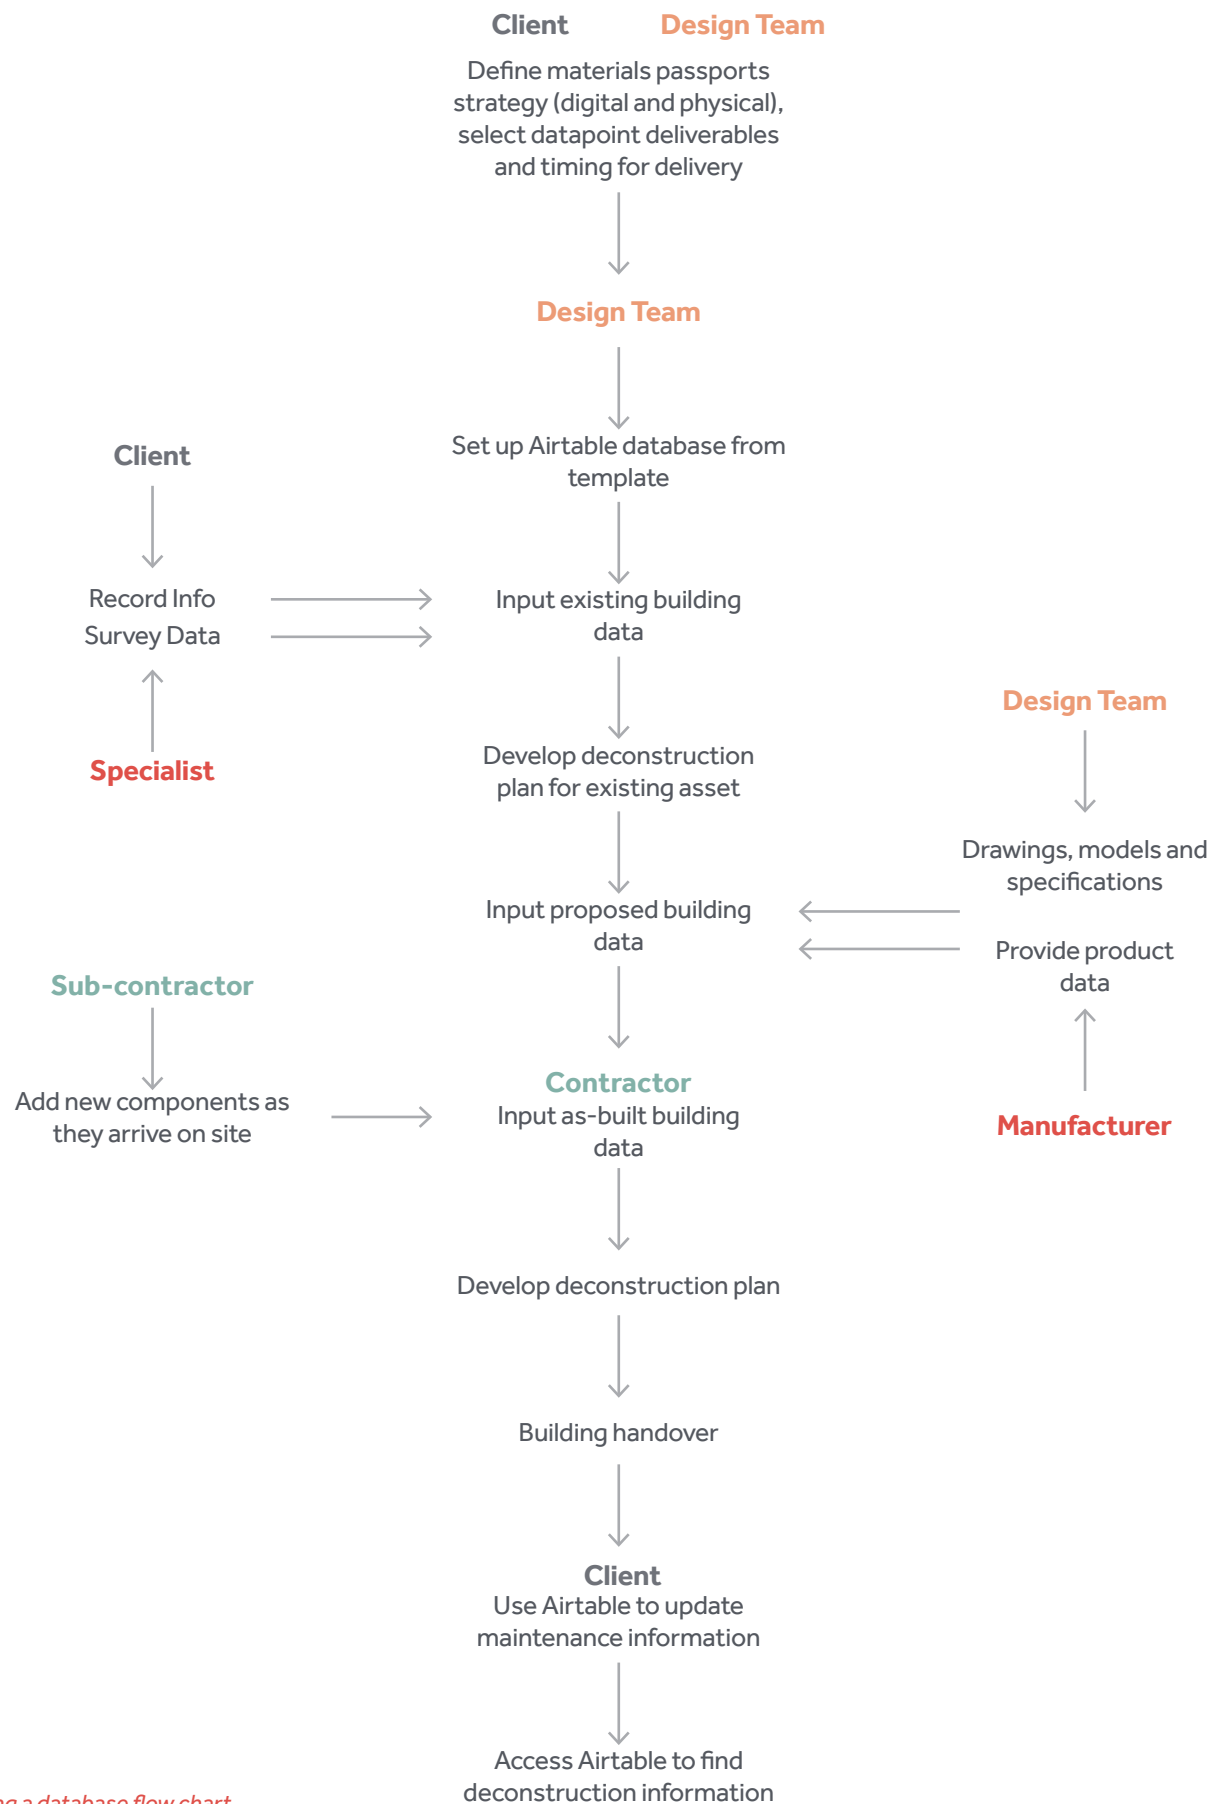 Client
Design Team
Define materials passports
strategy (digital and physical),
select datapoint deliverables
and timing for delivery
Design Team
Set up Airtable database from
template
Client
Record Info
Survey Data
Specialist
Input existing building
data
Develop deconstruction
plan for existing asset
Design Team
Drawings, models and
specifications
Provide product
data
Manufacturer
Input proposed building
data
Sub-contractor
Add new components as
they arrive on site
Contractor
Input as-built building
data
Develop deconstruction plan
Building handover
Client
Use Airtable to update
maintenance information
Access Airtable to find
deconstruction information
a database flow chart